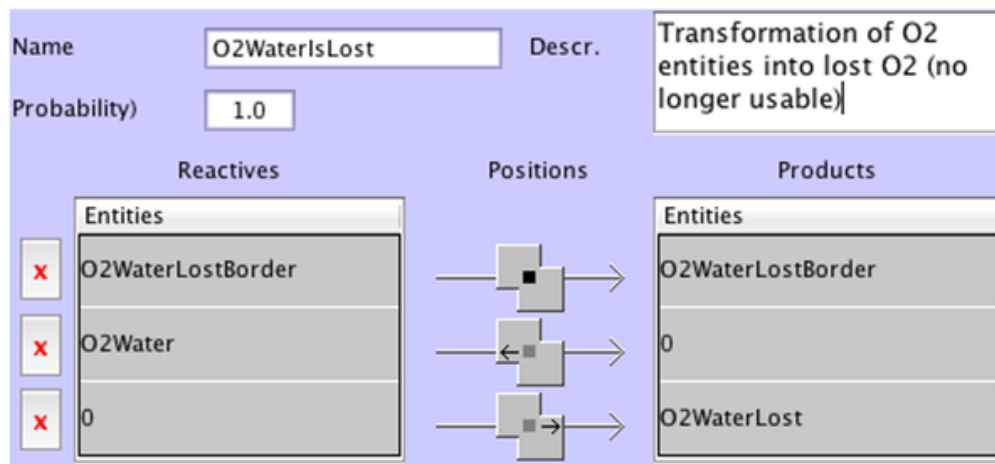 Name O2WaterIsLost Descr. Transformation of O2
entities into lost O2 (no
longer usable)
Probability) 1.0
Reactives Positions Products
Entities Entities
x O2WaterLostBorder O2WaterLostBorder
x O2Water 0
x 0 O2WaterLost